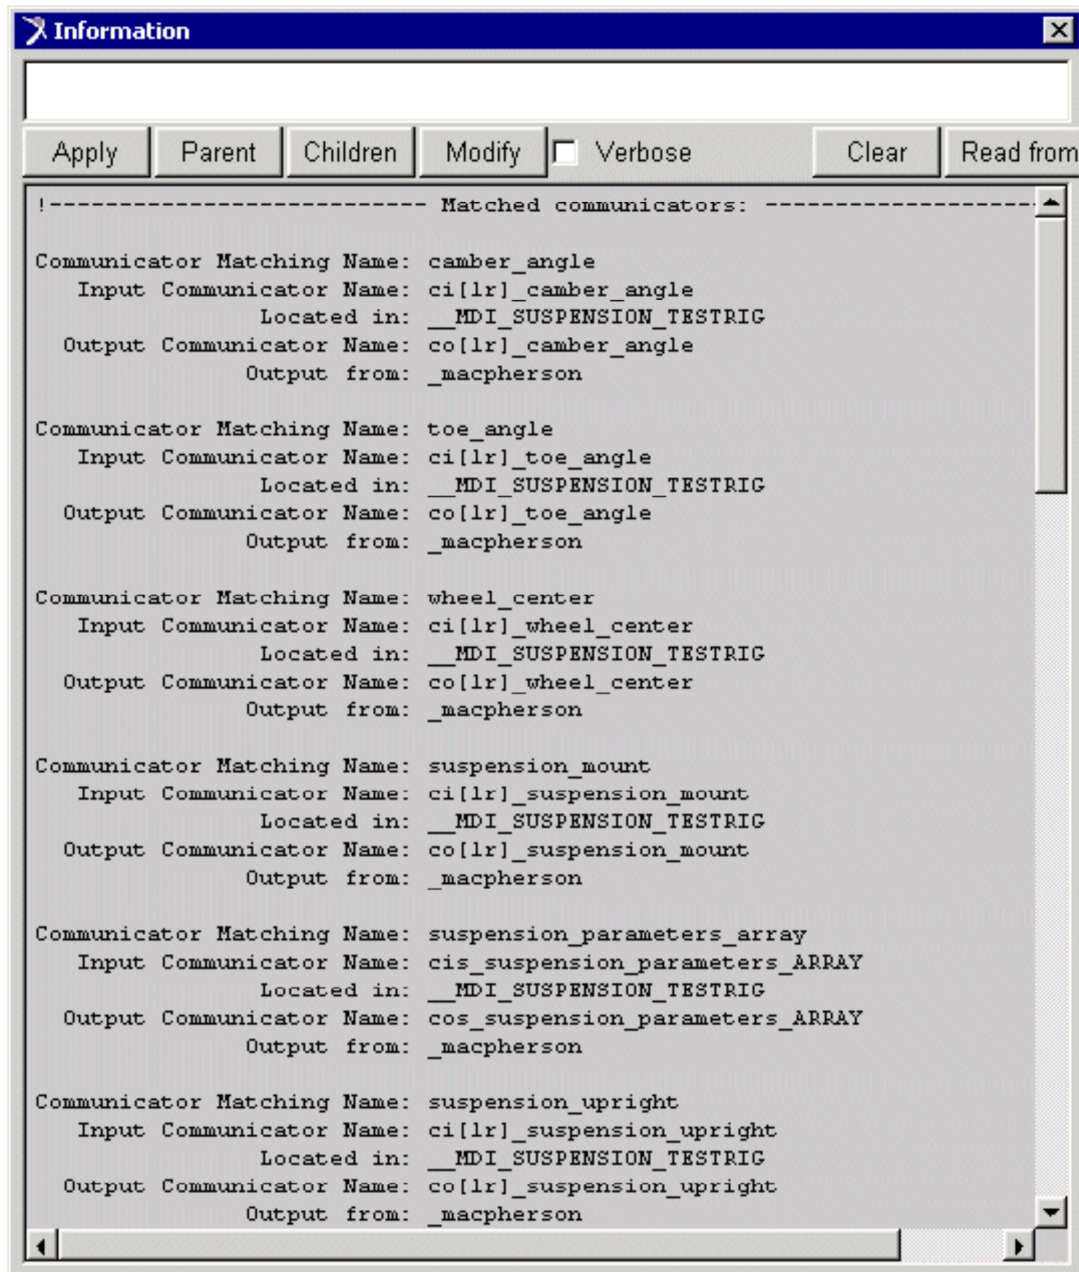 Information
Apply Parent Children Modify Verbose Clear Read from
!-------------------------- Matched communicators: -------------------
Communicator Matching Name: camber_angle
Input Communicator Name: ci[lr]_camber_angle
Located in: __MDI_SUSPENSION_TESTRIG
Output Communicator Name: co[lr]_camber_angle
Output from: _macpherson
Communicator Matching Name: toe_angle
Input Communicator Name: ci[lr]_toe_angle
Located in: __MDI_SUSPENSION_TESTRIG
Output Communicator Name: co[lr]_toe_angle
Output from: _macpherson
Communicator Matching Name: wheel_center
Input Communicator Name: ci[lr]_wheel_center
Located in: __MDI_SUSPENSION_TESTRIG
Output Communicator Name: co[lr]_wheel_center
Output from: _macpherson
Communicator Matching Name: suspension_mount
Input Communicator Name: ci[lr]_suspension_mount
Located in: __MDI_SUSPENSION_TESTRIG
Output Communicator Name: co[lr]_suspension_mount
Output from: _macpherson
Communicator Matching Name: suspension_parameters_array
Input Communicator Name: cis_suspension_parameters_ARRAY
Located in: __MDI_SUSPENSION_TESTRIG
Output Communicator Name: cos_suspension_parameters_ARRAY
Output from: _macpherson
Communicator Matching Name: suspension_upright
Input Communicator Name: ci[lr]_suspension_upright
Located in: __MDI_SUSPENSION_TESTRIG
Output Communicator Name: co[lr]_suspension_upright
Output from: _macpherson